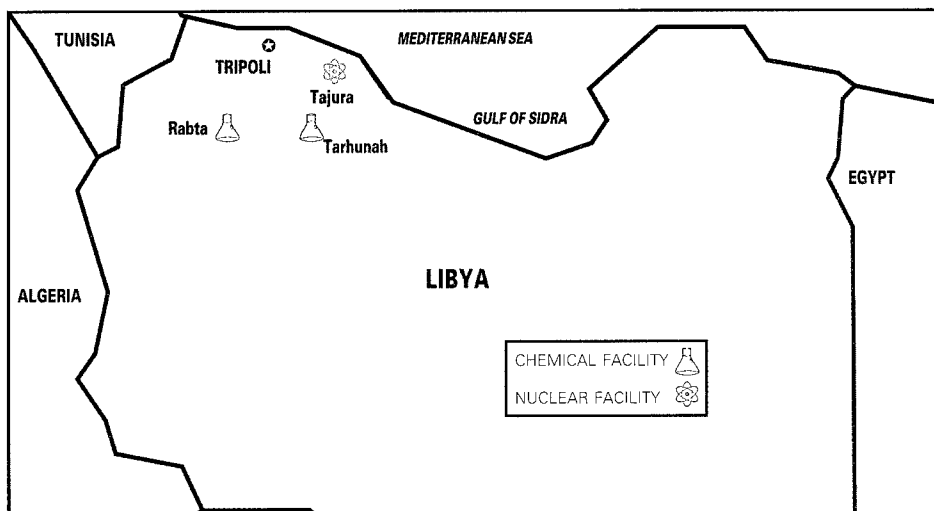 TUNISIA
MEDITERRANEAN SEA
TRIPOLI
Tajura
GULF OF SIDRA
Rabta
Tarhunah
EGYPT
LIBYA
ALGERIA
CHEMICAL FACILITY
NUCLEAR FACILITY